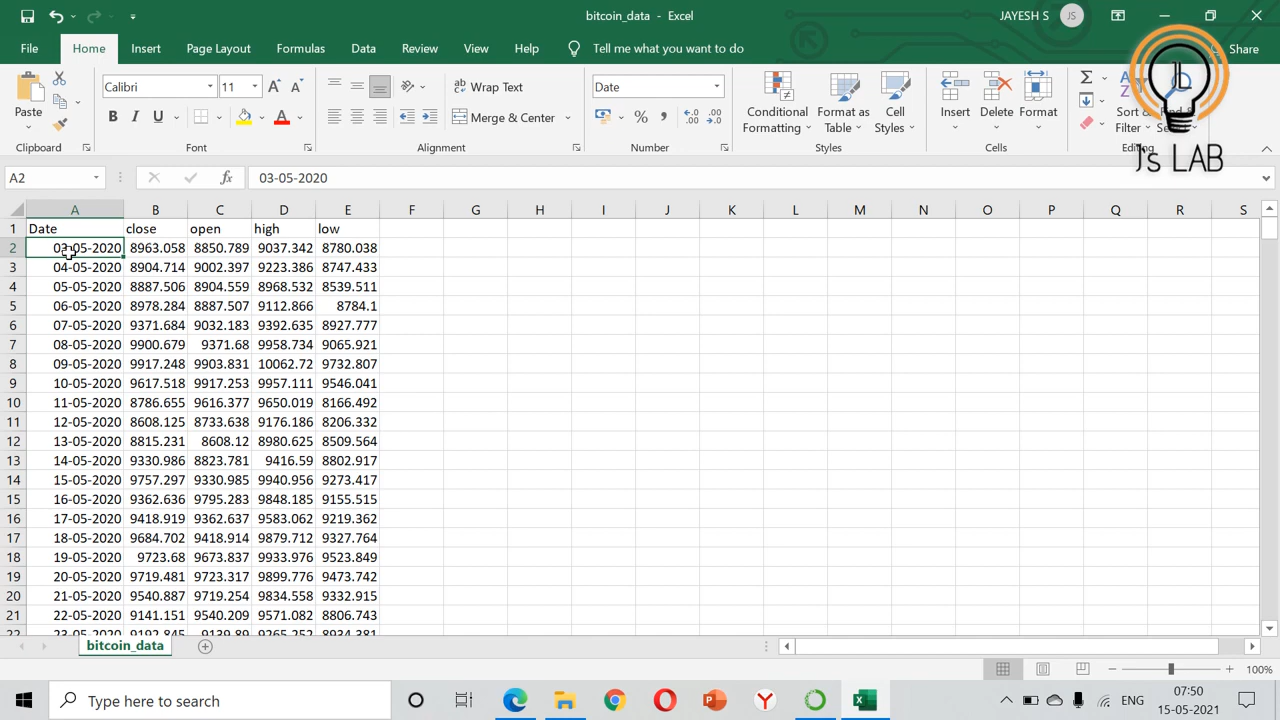 bitcoin_data - Excel
JAYESH S
JS
File Home Insert Page Layout Formulas Data Review View Help Tell me what you want to do Share
Paste
Clipboard
Calibri 11
B I U
Font
ab Wrap Text
Merge & Center
Alignment
Date
Number
Conditional Formatting
Format as Table
Cell Styles
Styles
Insert Delete Format
Cells
Sort &
Filter
Editing
J's LAB
A2 fx 03-05-2020
A B C D E F G H I J K L M N O P Q R S
1 Date close open high low
2 03-05-2020 8963.058 8850.789 9037.342 8780.038
3 04-05-2020 8904.714 9002.397 9223.386 8747.433
4 05-05-2020 8887.506 8904.559 8968.532 8539.511
5 06-05-2020 8978.284 8887.507 9112.866 8784.1
6 07-05-2020 9371.684 9032.183 9392.635 8927.777
7 08-05-2020 9900.679 9371.68 9958.734 9065.921
8 09-05-2020 9917.248 9903.831 10062.72 9732.807
9 10-05-2020 9617.518 9917.253 9957.111 9546.041
10 11-05-2020 8786.655 9616.377 9650.019 8166.492
11 12-05-2020 8608.125 8733.638 9176.186 8206.332
12 13-05-2020 8815.231 8608.12 8980.625 8509.564
13 14-05-2020 9330.986 8823.781 9416.59 8802.917
14 15-05-2020 9757.297 9330.985 9940.956 9273.417
15 16-05-2020 9362.636 9795.283 9848.185 9155.515
16 17-05-2020 9418.919 9362.637 9583.062 9219.362
17 18-05-2020 9684.702 9418.914 9879.712 9327.764
18 19-05-2020 9723.68 9673.837 9933.976 9523.849
19 20-05-2020 9719.481 9723.317 9899.776 9473.742
20 21-05-2020 9540.887 9719.254 9834.558 9332.915
21 22-05-2020 9141.151 9540.209 9571.082 8806.743
22 23-05-2020 9192.845 9139.89 9265.252 8934.381
bitcoin_data
100%
Type here to search
ENG
07:50
15-05-2021